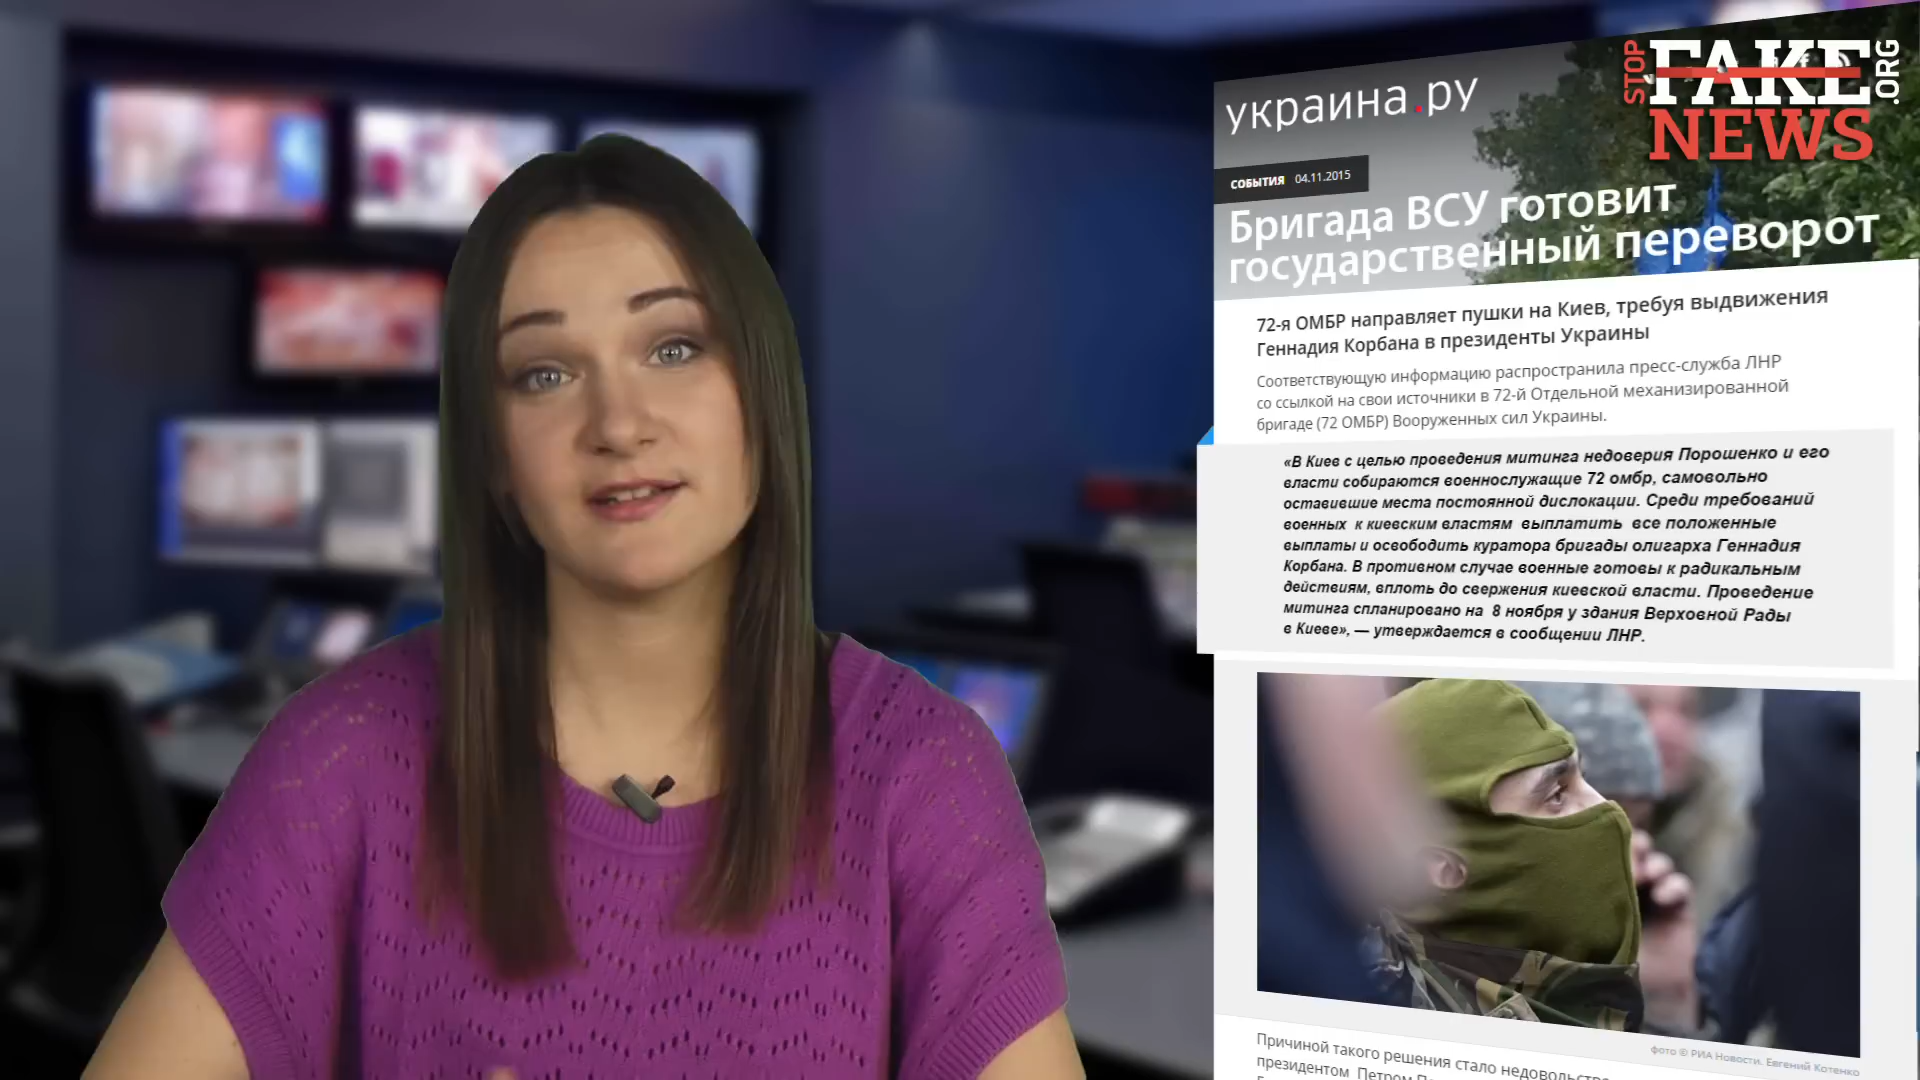 STOP FAKE .ORG
NEWS
украина.ру
СОБЫТИЯ 04.11.2015
Бригада ВСУ готовит
государственный переворот
72-я ОМБР направляет пушки на Киев, требуя выдвижения
Геннадия Корбана в президенты Украины
Соответствующую информацию распространила пресс-служба ЛНР
со ссылкой на свои источники в 72-й Отдельной механизированной
бригаде (72 ОМБР) Вооруженных сил Украины.
«В Киев с целью проведения митинга недоверия Порошенко и его
власти собираются военнослужащие 72 омбр, самовольно
оставившие места постоянной дислокации. Среди требований
военных к киевским властям выплатить все положенные
выплаты и освободить куратора бригады олигарха Геннадия
Корбана. В противном случае военные готовы к радикальным
действиям, вплоть до свержения киевской власти. Проведение
митинга спланировано на 8 ноября у здания Верховной Рады
в Киеве», — утверждается в сообщении ЛНР.
фото © РИА Новости. Евгений Котенко
Причиной такого решения стало недовольство
президентом Петром